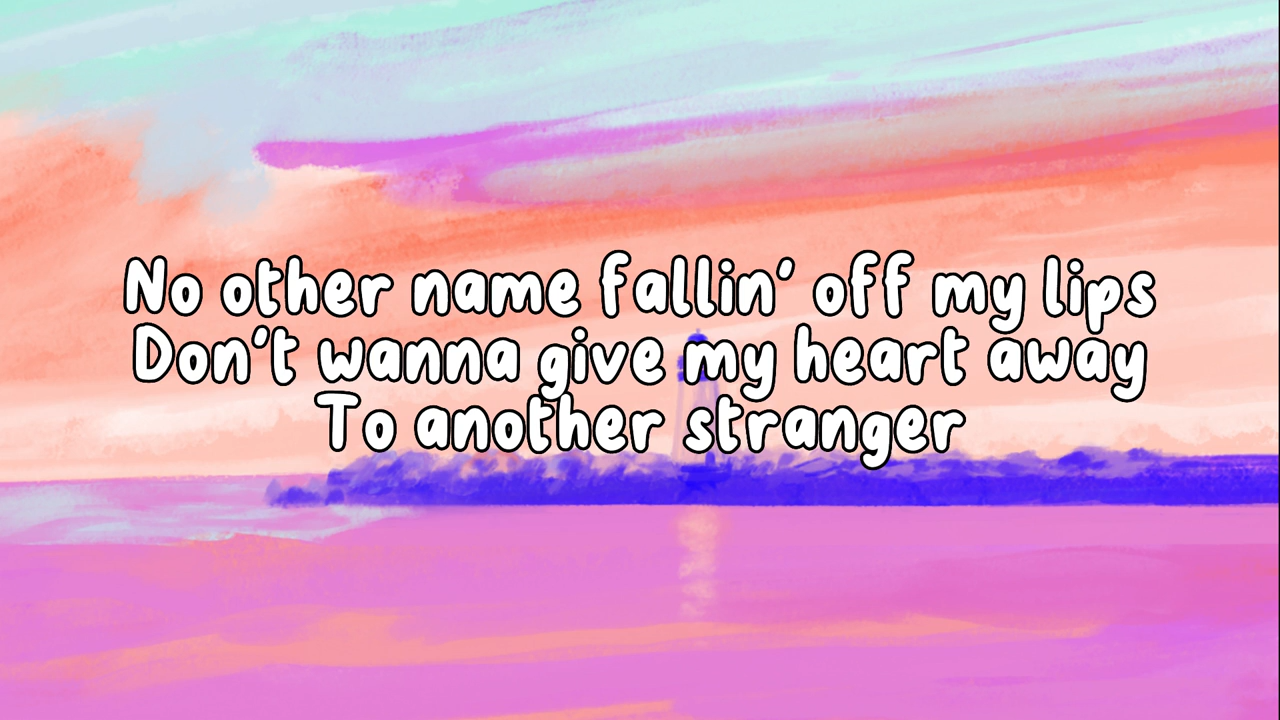 No other name fallin' off my lips
Don't wanna give my heart away
To another stranger